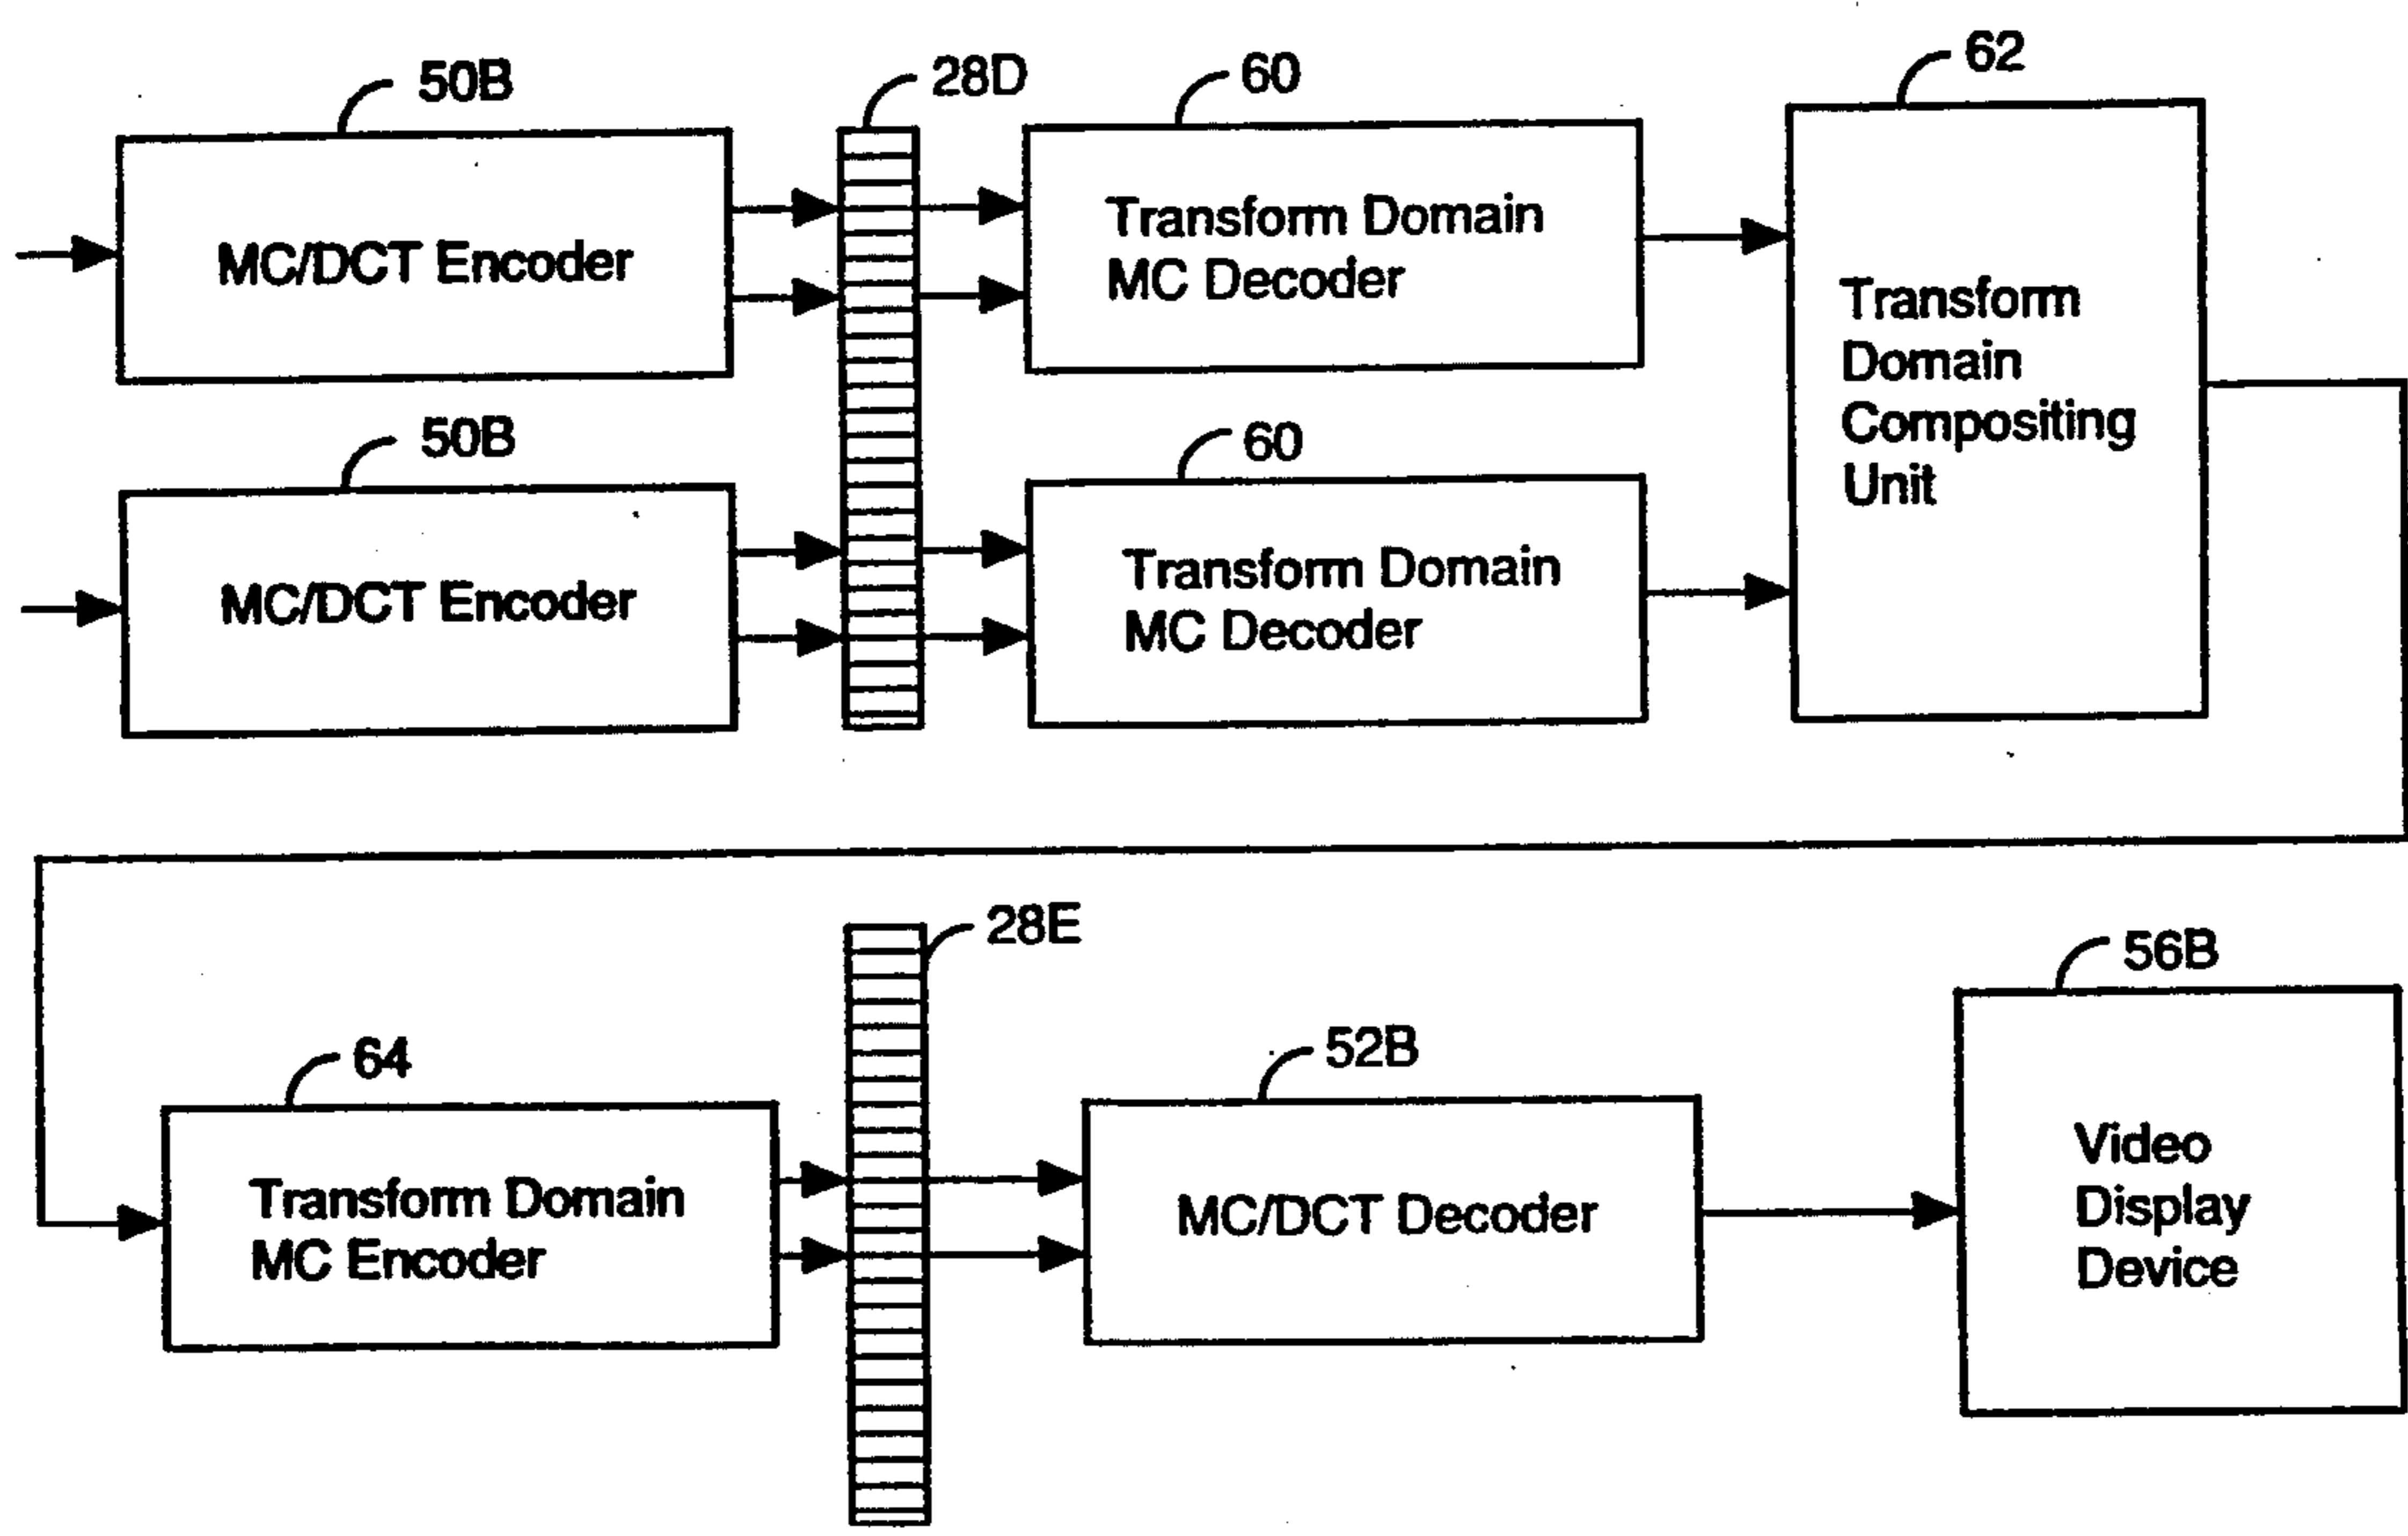 50B
28D
60
62
MC/DCT Encoder
Transform Domain
MC Decoder
Transform
Domain
Compositing
Unit
50B
60
MC/DCT Encoder
Transform Domain
MC Decoder
28E
56B
64
52B
Transform Domain
MC Encoder
MC/DCT Decoder
Video
Display
Device